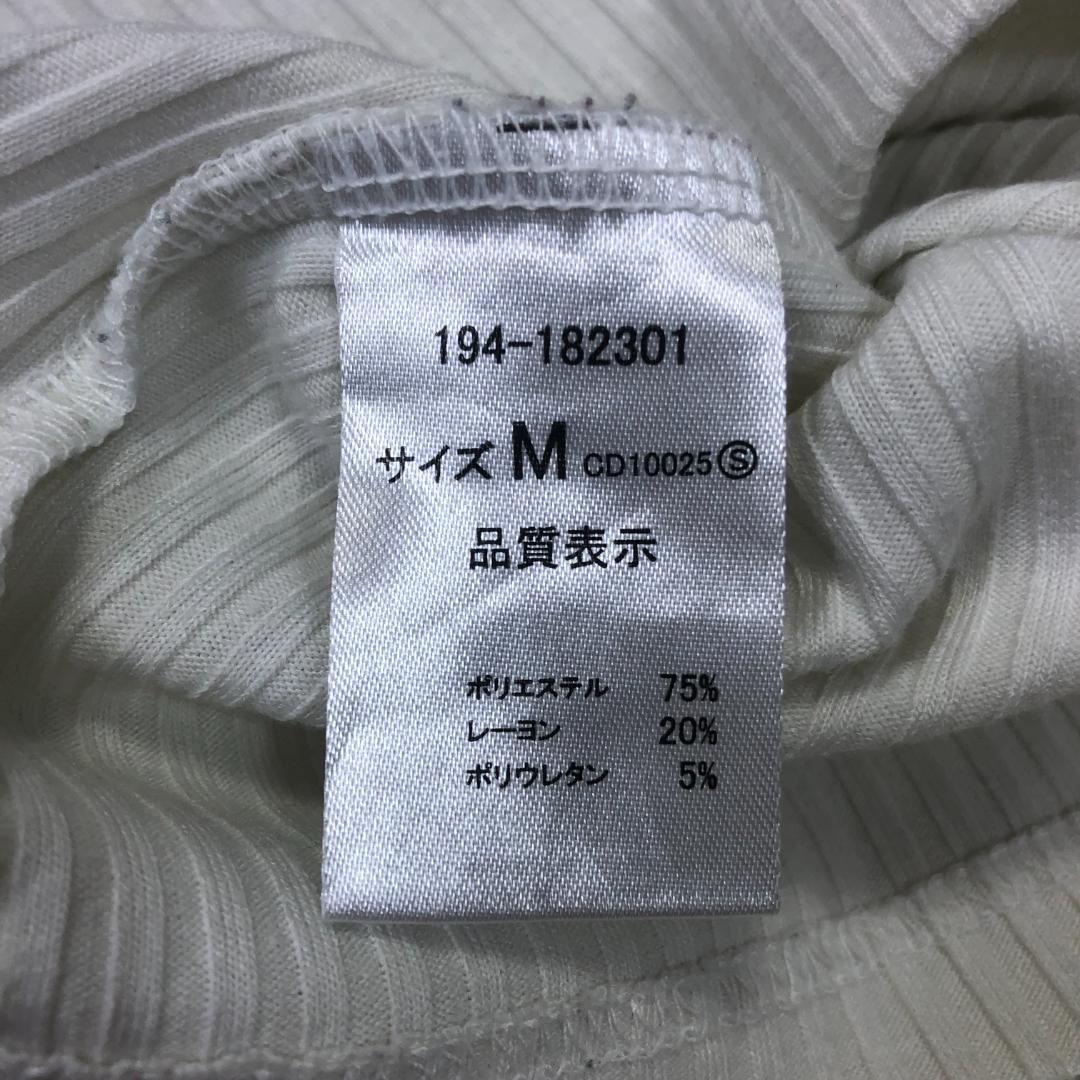 194-182301
サイズ M CD10025Ⓢ
品質表示
ポリエステル 75%
レーヨン 20%
ポリウレタン 5%